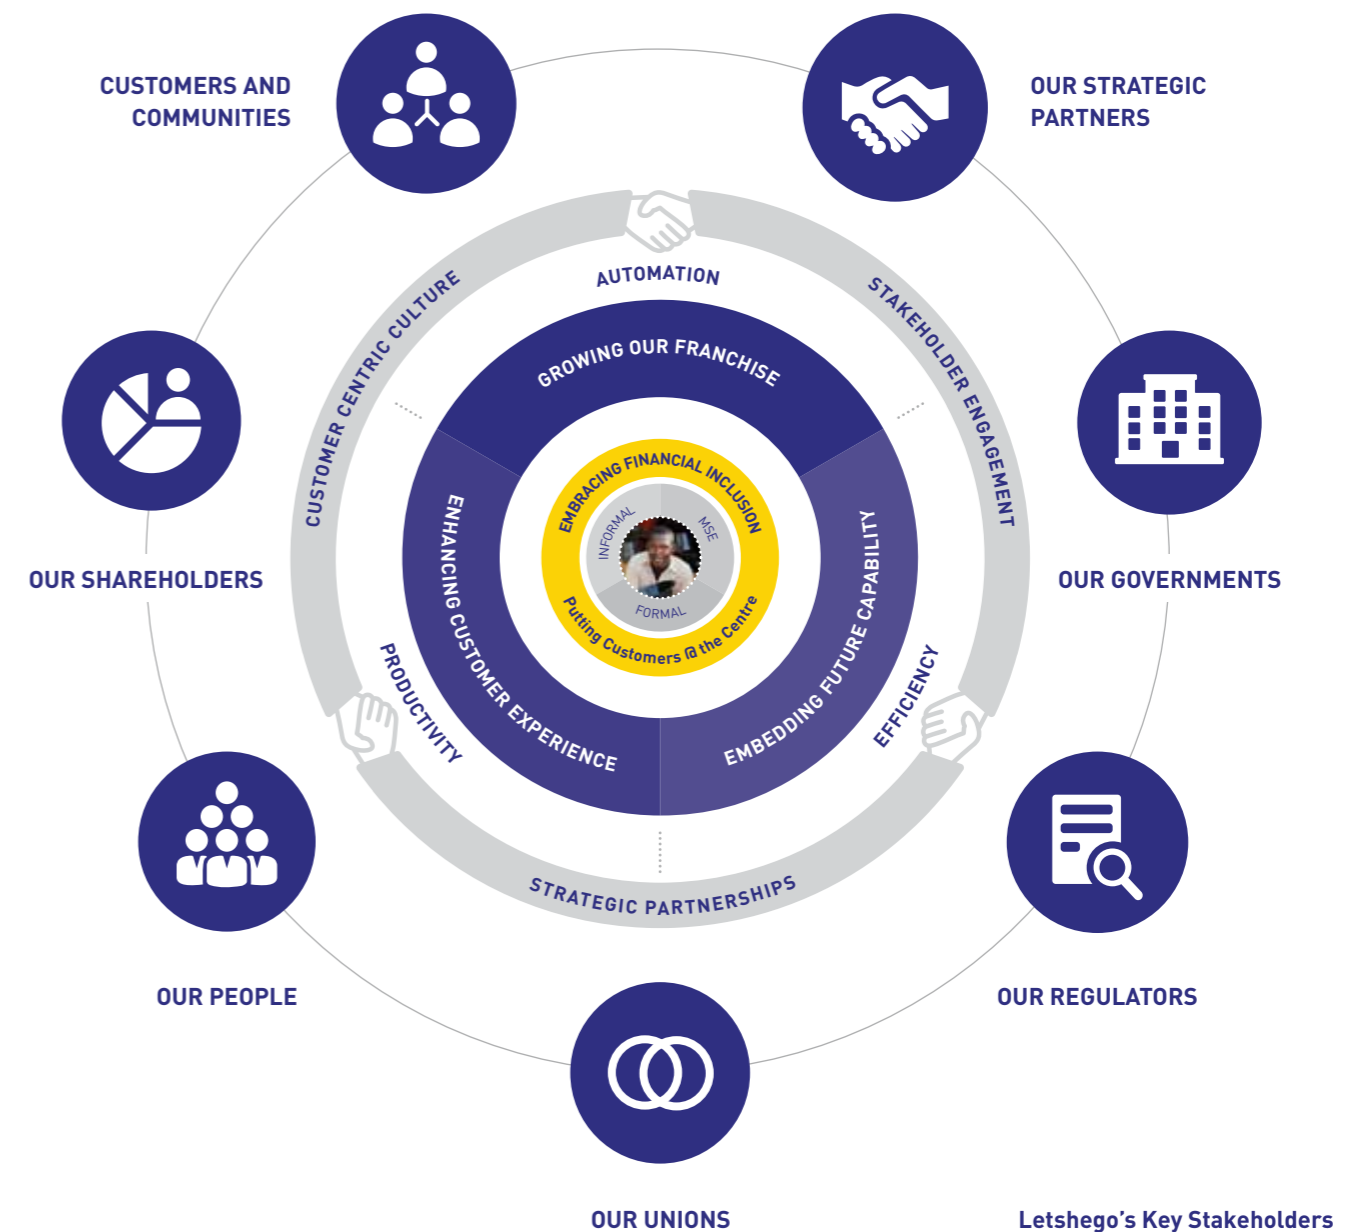 CUSTOMERS AND
COMMUNITIES
OUR STRATEGIC
PARTNERS
AUTOMATION
CUSTOMER CENTRIC CULTURE
STAKEHOLDER ENGAGEMENT
GROWING OUR FRANCHISE
EMBRACING FINANCIAL INCLUSION
INFORMAL
MSE
FORMAL
Putting Customers @ the Centre
ENHANCING CUSTOMER EXPERIENCE
EMBEDDING FUTURE CAPABILITY
OUR SHAREHOLDERS
OUR GOVERNMENTS
PRODUCTIVITY
EFFICIENCY
STRATEGIC PARTNERSHIPS
OUR PEOPLE
OUR REGULATORS
OUR UNIONS
Letshego’s Key Stakeholders